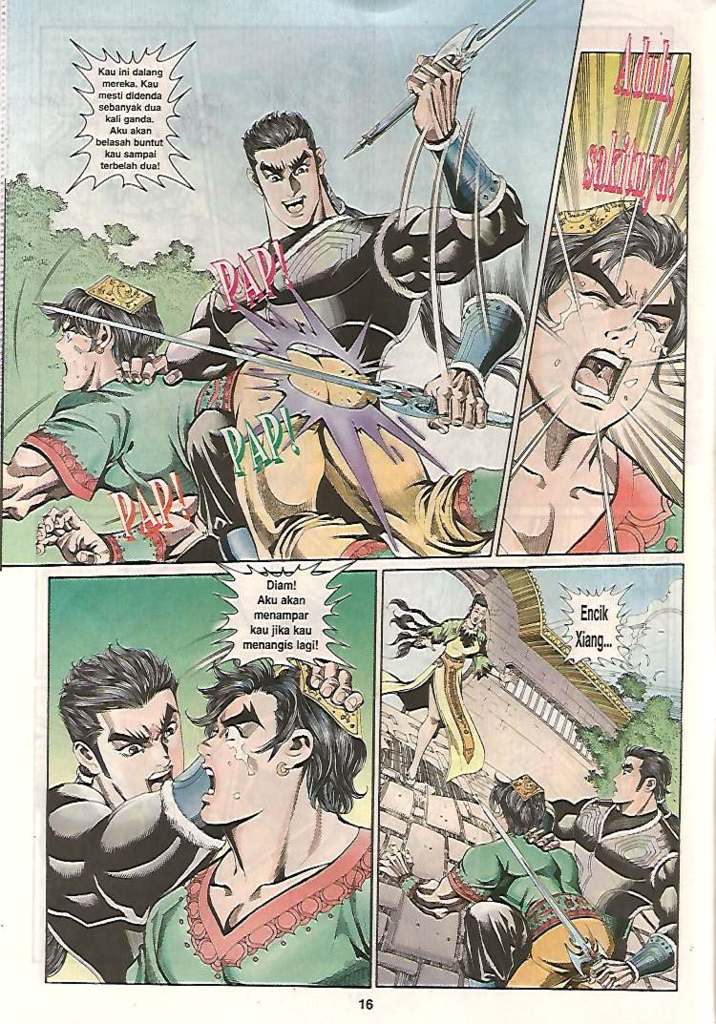 Kau ini dalang
mereka. Kau
mesti didenda
sebanyak dua
kali ganda.
Aku akan
belasah buntut
kau sampai
terbelah dua!
PAP!
PAP!
PAP!
Aduh,
sakitnya!
Diam!
Aku akan
menampar
kau jika kau
menangis lagi!
Encik
Xiang...
16